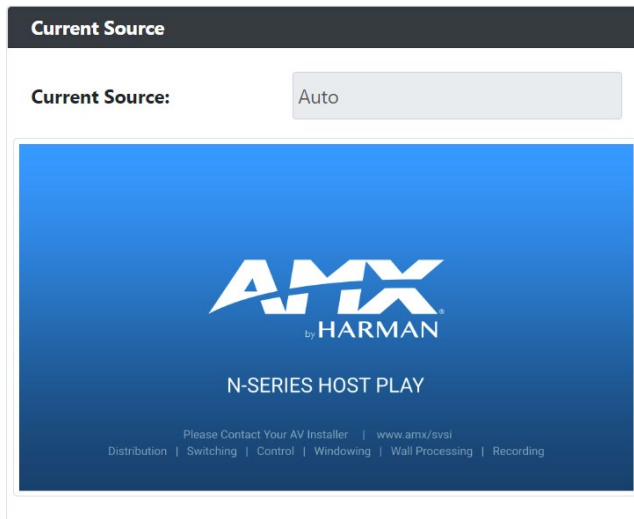 Current Source
Current Source: Auto
AMX®
by HARMAN
N-SERIES HOST PLAY
Please Contact Your AV Installer | www.amx/svsi
Distribution | Switching | Control | Windowing | Wall Processing | Recording